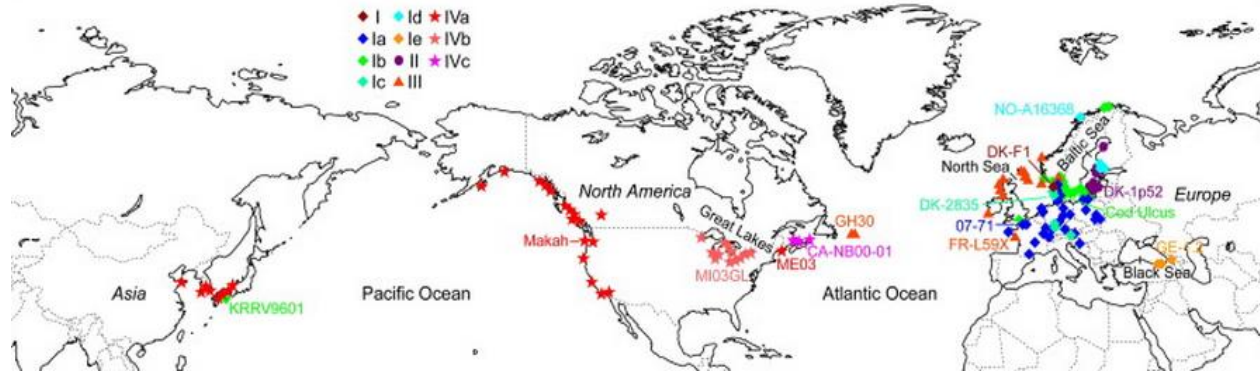 I Id IVa
Ia Ie IVb
Ib II IVc
Ic III
NO-A16368
Baltic Sea
DK-F1
North Sea
North America
DK-1p52
Europe
DK-2835
Cod Ulcus
Great Lakes
GH30
07-71
Makah
CA-NB00-01
FR-L59X
ME03
MI03GL
Black Sea
Asia
Pacific Ocean
Atlantic Ocean
KRRV9601